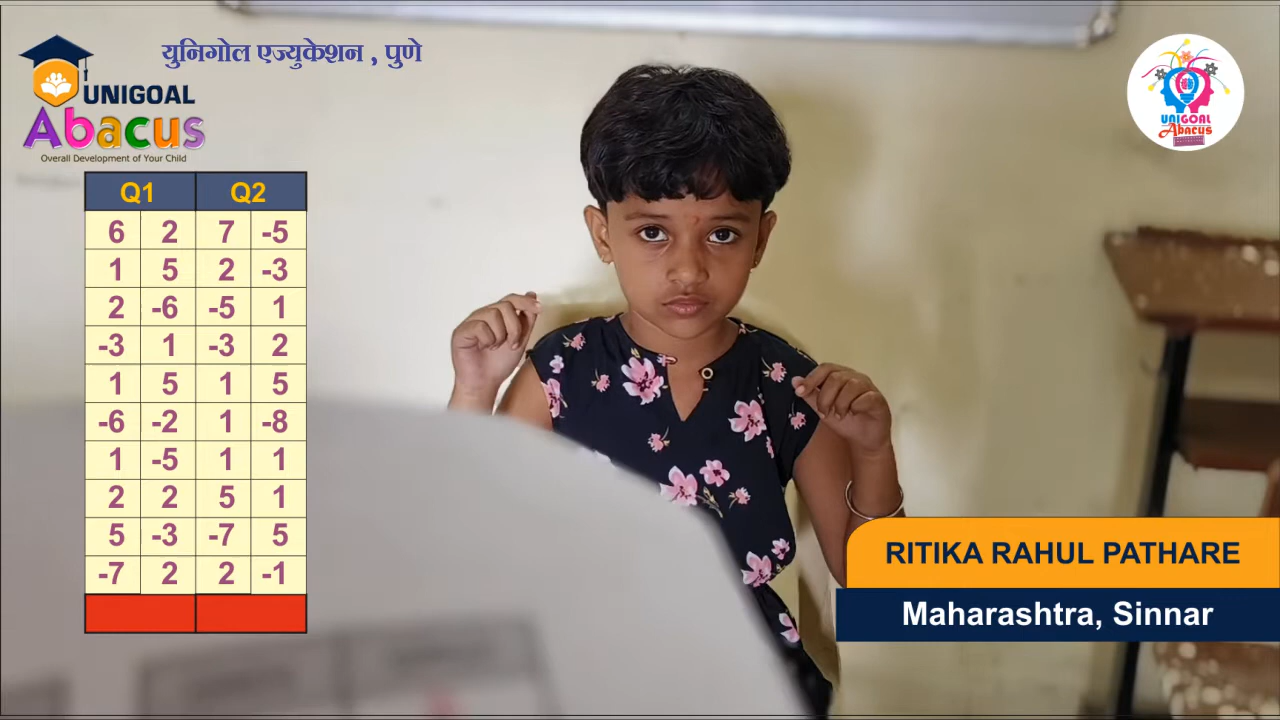 युनिगोल एज्युकेशन , पुणे
UNIGOAL
Abacus
Overall Development of Your Child
UNIGOAL
Abacus
Q1 Q2
6 2 7 -5
1 5 2 -3
2 -6 -5 1
-3 1 -3 2
1 5 1 5
-6 -2 1 -8
1 -5 1 1
2 2 5 1
5 -3 -7 5
-7 2 2 -1
RITIKA RAHUL PATHARE
Maharashtra, Sinnar